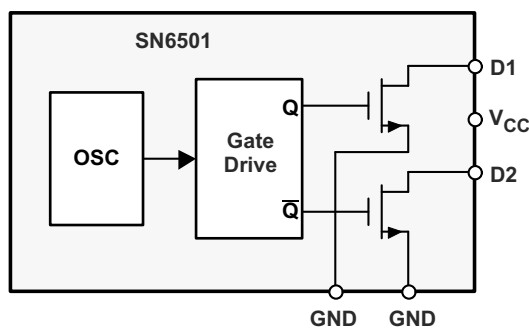 SN6501
D1
Q
VCC
OSC
Gate
Drive
D2
Q̅
GND GND